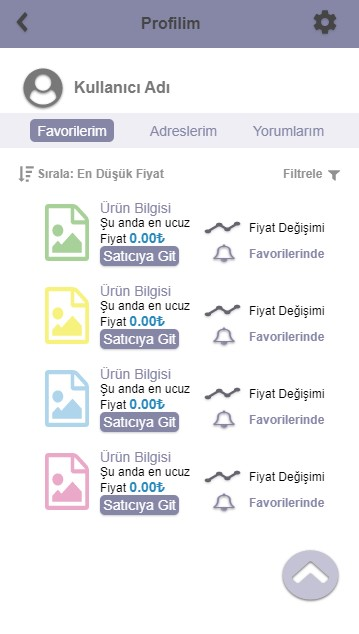 Profilim
Kullanıcı Adı
Favorilerim Adreslerim Yorumlarım
Sırala: En Düşük Fiyat Filtrele
Ürün Bilgisi
Şu anda en ucuz
Fiyat 0.00₺
Satıcıya Git
Fiyat Değişimi
Favorilerinde
Ürün Bilgisi
Şu anda en ucuz
Fiyat 0.00₺
Satıcıya Git
Fiyat Değişimi
Favorilerinde
Ürün Bilgisi
Şu anda en ucuz
Fiyat 0.00₺
Satıcıya Git
Fiyat Değişimi
Favorilerinde
Ürün Bilgisi
Şu anda en ucuz
Fiyat 0.00₺
Satıcıya Git
Fiyat Değişimi
Favorilerinde